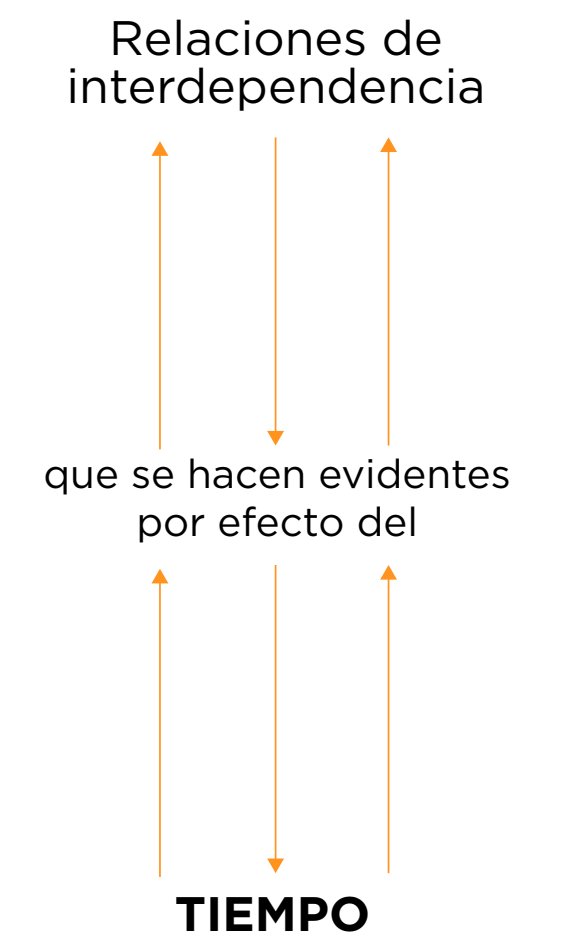 Relaciones de
interdependencia
que se hacen evidentes
por efecto del
TIEMPO